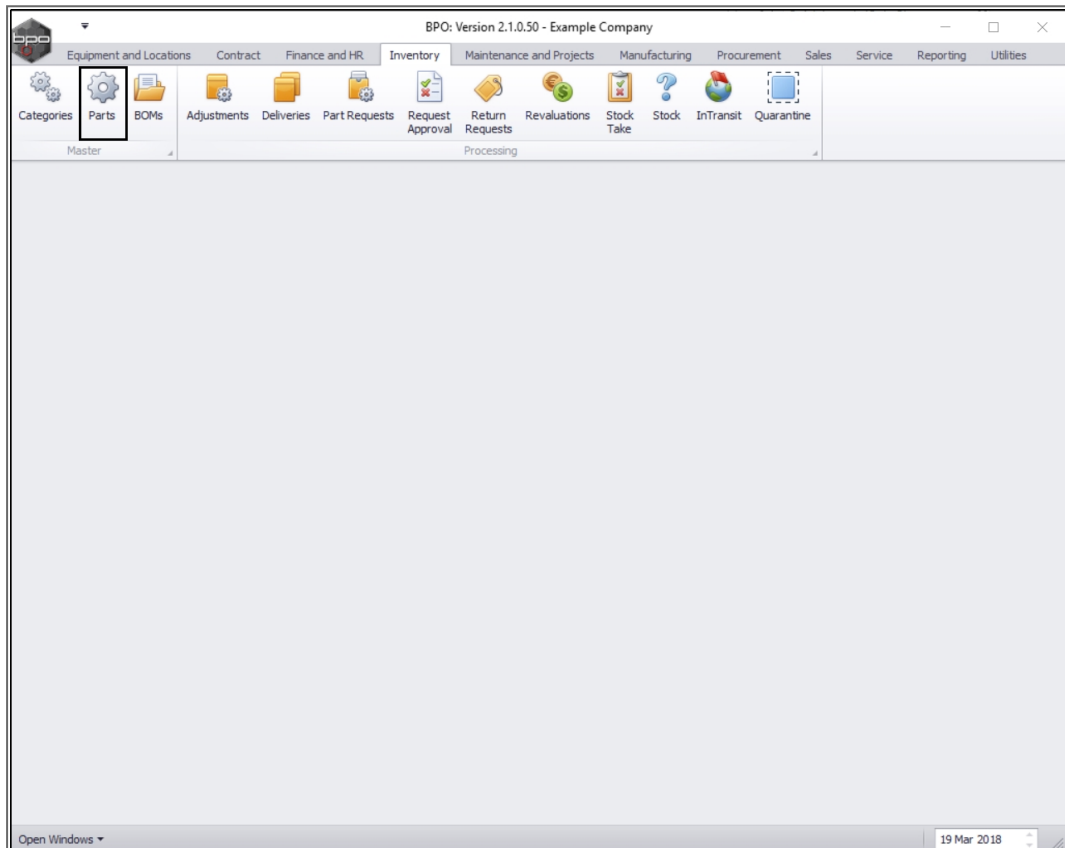 BPO: Version 2.1.0.50 - Example Company
bpo
Equipment and Locations Contract Finance and HR Inventory Maintenance and Projects Manufacturing Procurement Sales Service Reporting Utilities
Categories Parts BOMs Adjustments Deliveries Part Requests Request Approval Return Requests Revaluations Stock Take Stock InTransit Quarantine
Master Processing
Open Windows 19 Mar 2018